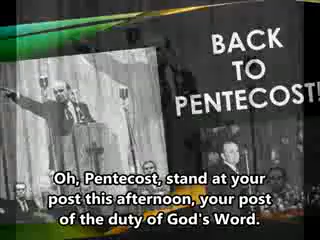 BACK
TO
PENTECOST!
Oh, Pentecost, stand at your
post this afternoon, your post
of the duty of God's Word.